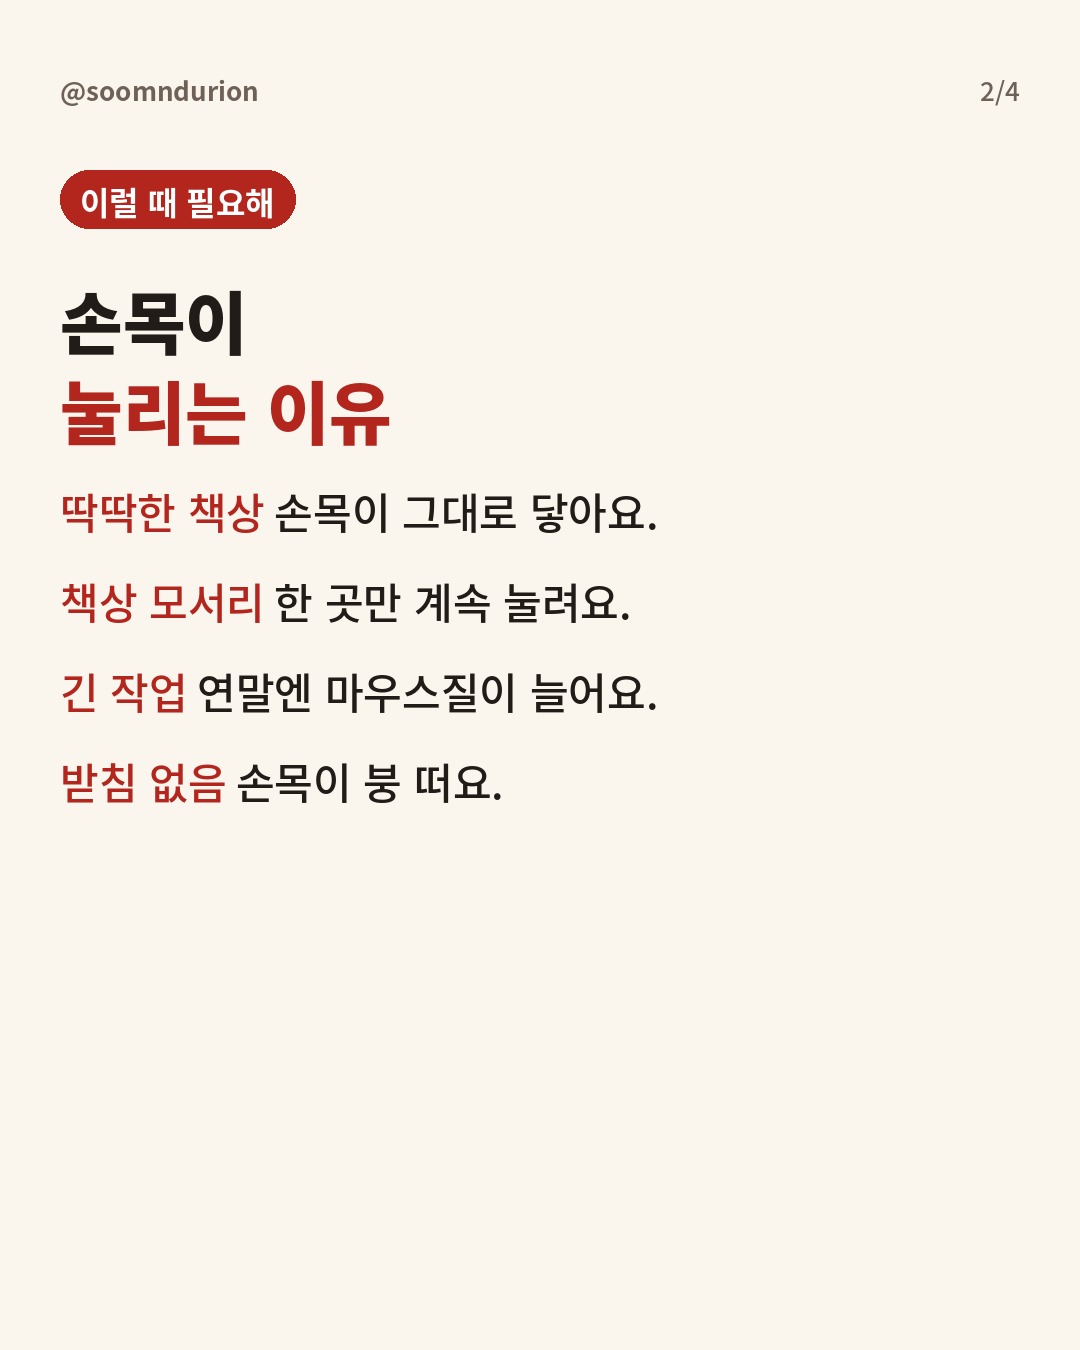 @soomndurion
2/4
이럴 때 필요해
손목이
눌리는 이유
딱딱한 책상 손목이 그대로 닿아요.
책상 모서리 한 곳만 계속 눌려요.
긴 작업 연말엔 마우스질이 늘어요.
받침 없음 손목이 붕 떠요.